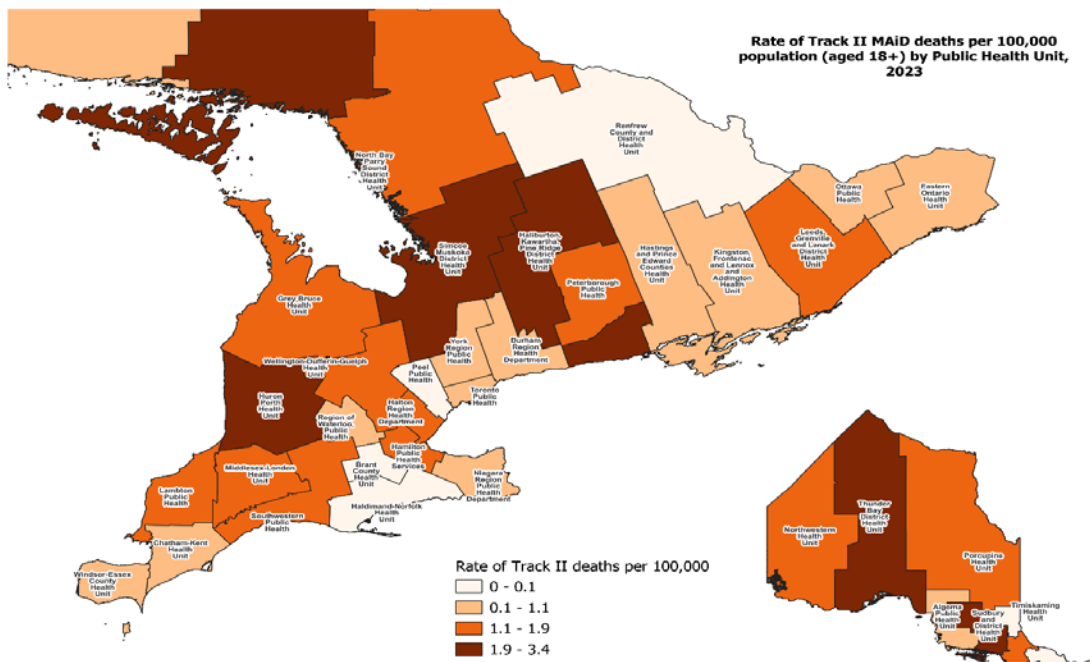 Rate of Track II MAiD deaths per 100,000
population (aged 18+) by Public Health Unit,
2023
Renfrew
County and
District
Health
Unit
North Bay
Parry
Sound
District
Health
Unit
Ottawa
Public
Health
Eastern
Ontario
Health
Unit
Simcoe
Muskoka
District
Health
Unit
Haliburton,
Kawartha,
Pine Ridge
District
Health
Unit
Hastings
and Prince
Edward
Counties
Health
Unit
Kingston,
Frontenac
and Lennox
and
Addington
Health
Unit
Leeds,
Grenville
and Lanark
District
Health
Unit
Peterborough
Public
Health
Grey Bruce
Health
Unit
York
Region
Public
Health
Durham
Region
Health
Department
Wellington-Dufferin-Guelph
Health
Unit
Peel
Public
Health
Toronto
Public
Health
Huron
Perth
Health
Unit
Halton
Region
Health
Department
Region of
Waterloo,
Public
Health
Hamilton
Public
Health
Services
Brant
County
Health
Unit
Middlesex-London
Health
Unit
Niagara
Region
Public
Health
Department
Lambton
Public
Health
Haldimand-Norfolk
Health
Unit
Southwestern
Public
Health
Chatham-Kent
Health
Unit
Windsor-Essex
County
Health
Unit
Thunder
Bay
District
Health
Unit
Northwestern
Health
Unit
Porcupine
Health
Unit
Algoma
Public
Health
Unit
Sudbury
and
District
Health
Unit
Timiskaming
Health
Unit
Rate of Track II deaths per 100,000
0 - 0.1
0.1 - 1.1
1.1 - 1.9
1.9 - 3.4